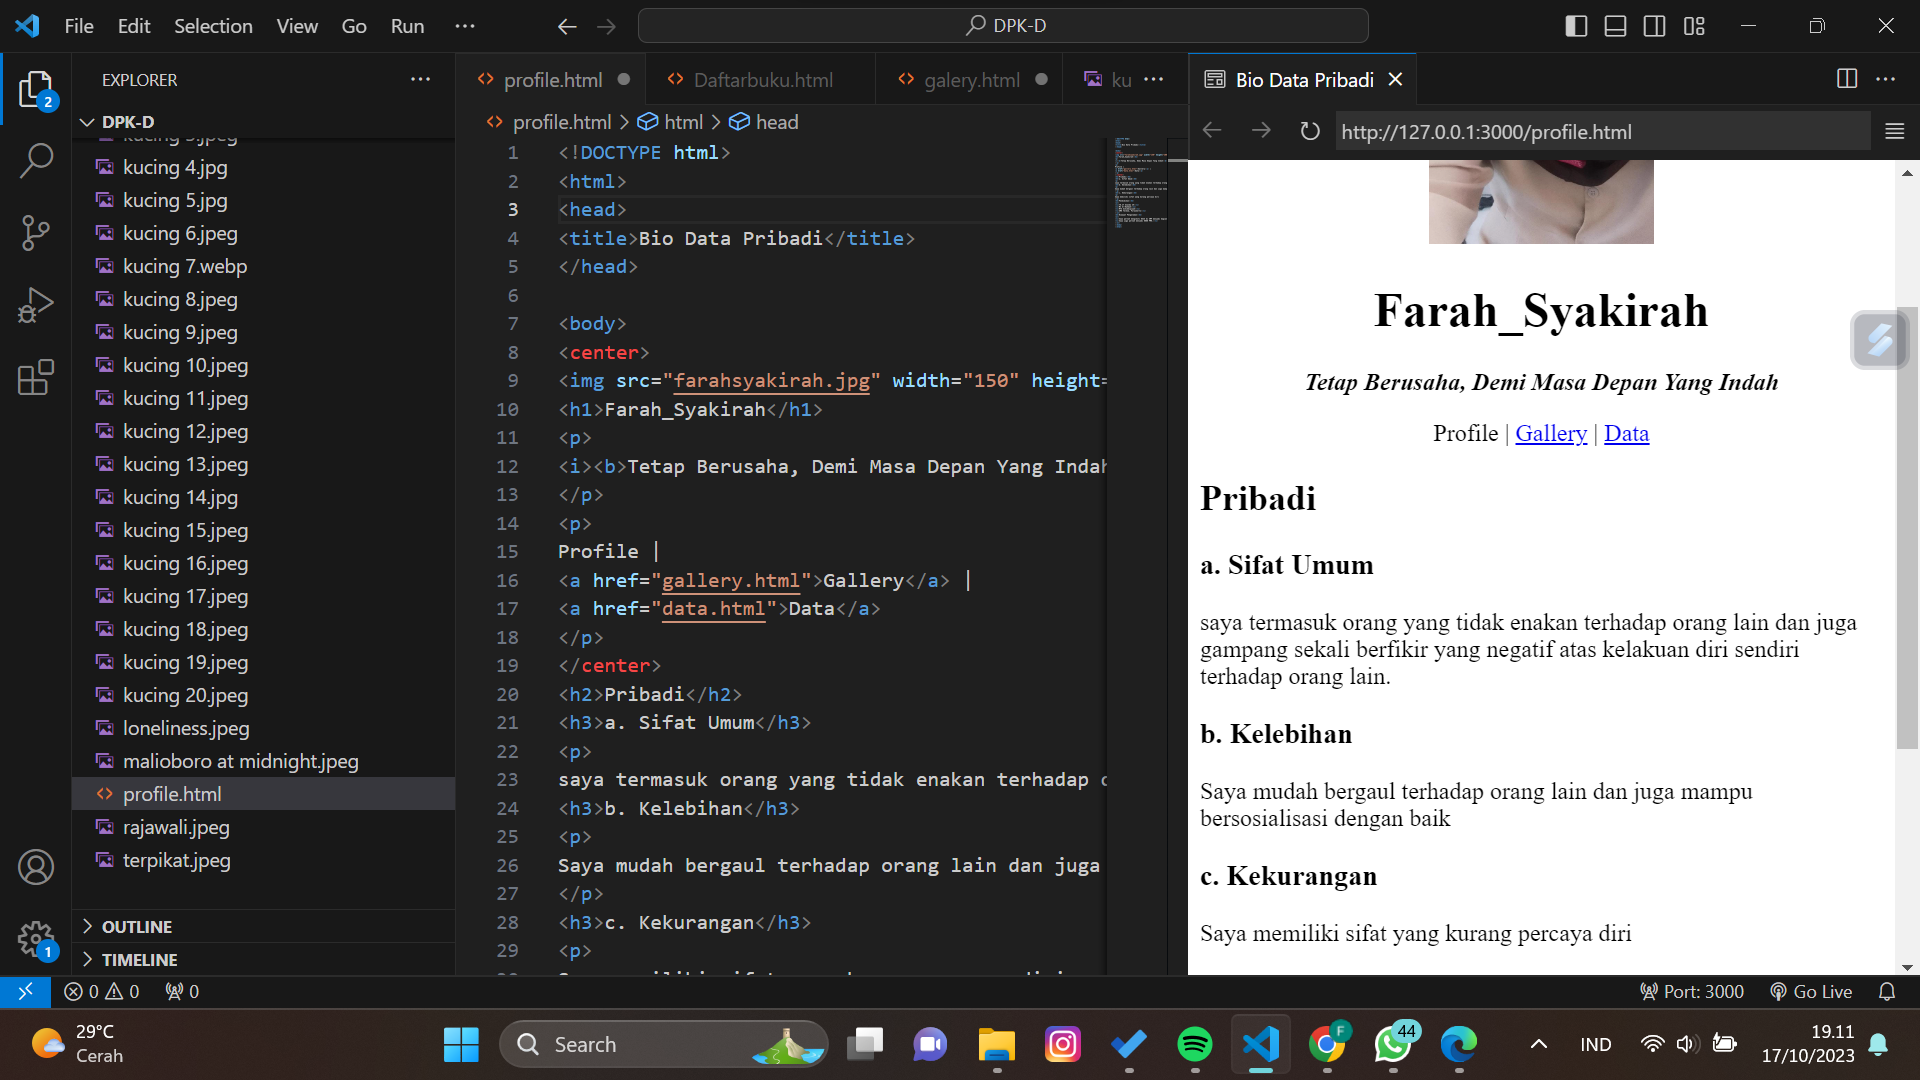 File Edit Selection View Go Run ···
DPK-D
EXPLORER
2
DPK-D
kucing 4.jpg
kucing 5.jpg
kucing 6.jpeg
kucing 7.webp
kucing 8.jpeg
kucing 9.jpeg
kucing 10.jpeg
kucing 11.jpeg
kucing 12.jpeg
kucing 13.jpeg
kucing 14.jpg
kucing 15.jpeg
kucing 16.jpeg
kucing 17.jpeg
kucing 18.jpeg
kucing 19.jpeg
kucing 20.jpeg
loneliness.jpeg
malioboro at midnight.jpeg
profile.html
rajawali.jpeg
terpikat.jpeg
OUTLINE
TIMELINE
1
profile.html Daftarbuku.html galery.html ku ···
profile.html > html > head
1 <!DOCTYPE html>
2 <html>
3 <head>
4 <title>Bio Data Pribadi</title>
5 </head>
6
7 <body>
8 <center>
9 <img src="farahsyakirah.jpg" width="150" height=
10 <h1>Farah_Syakirah</h1>
11 <p>
12 <i><b>Tetap Berusaha, Demi Masa Depan Yang Indah
13 </p>
14 <p>
15 Profile |
16 <a href="gallery.html">Gallery</a> |
17 <a href="data.html">Data</a>
18 </p>
19 </center>
20 <h2>Pribadi</h2>
21 <h3>a. Sifat Umum</h3>
22 <p>
23 saya termasuk orang yang tidak enakan terhadap
24 <h3>b. Kelebihan</h3>
25 <p>
26 Saya mudah bergaul terhadap orang lain dan juga
27 </p>
28 <h3>c. Kekurangan</h3>
29 <p>
Bio Data Pribadi
http://127.0.0.1:3000/profile.html
Farah_Syakirah
Tetap Berusaha, Demi Masa Depan Yang Indah
Profile | Gallery | Data
Pribadi
a. Sifat Umum
saya termasuk orang yang tidak enakan terhadap orang lain dan juga
gampang sekali berfikir yang negatif atas kelakuan diri sendiri
terhadap orang lain.
b. Kelebihan
Saya mudah bergaul terhadap orang lain dan juga mampu
bersosialisasi dengan baik
c. Kekurangan
Saya memiliki sifat yang kurang percaya diri
0 0 0
Port: 3000 Go Live
29°C
Cerah
Search
F
44
IND
19.11
17/10/2023